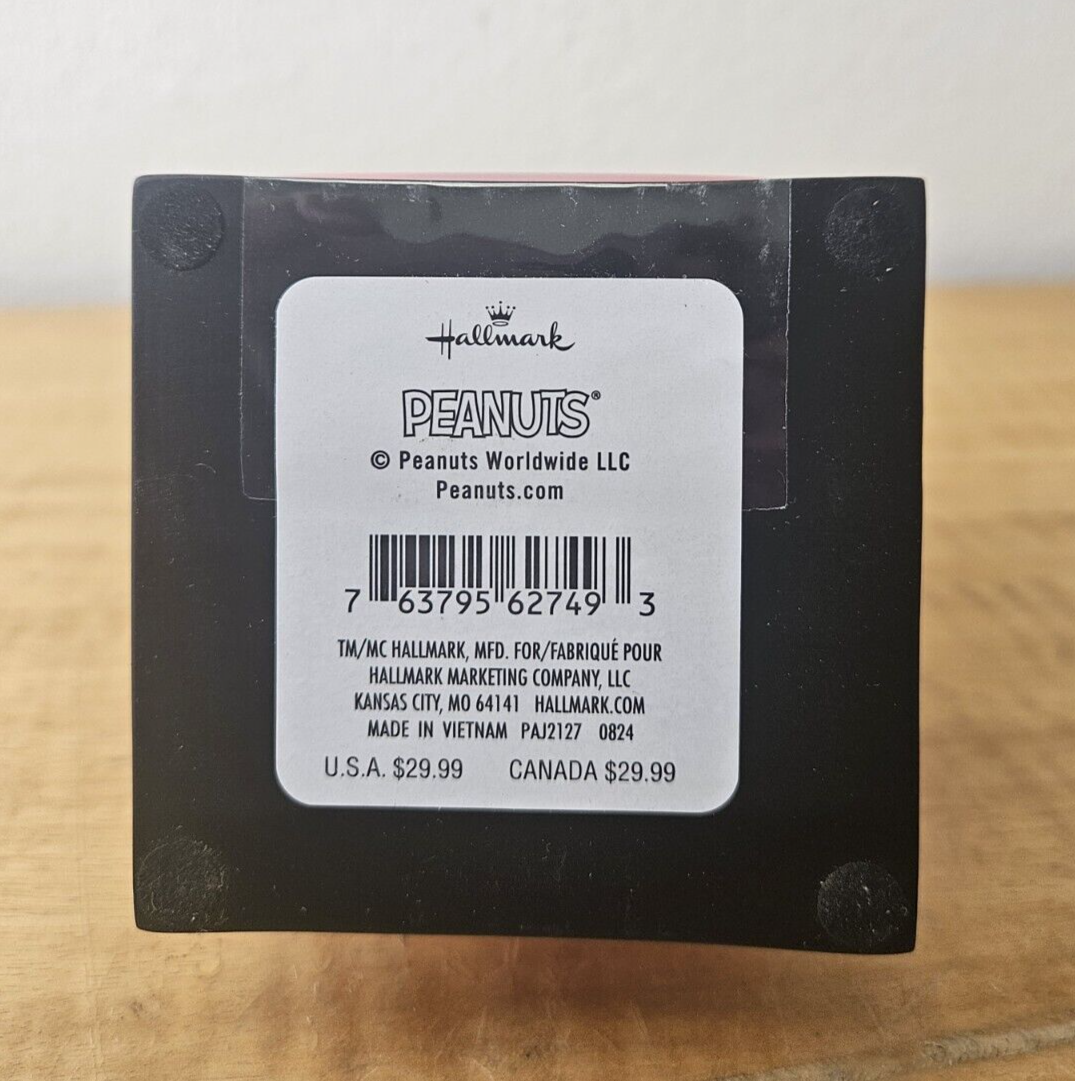 Hallmark
PEANUTS®
© Peanuts Worldwide LLC
Peanuts.com
7 63795 62749 3
TM/MC HALLMARK, MFD. FOR/FABRIQUÉ POUR
HALLMARK MARKETING COMPANY, LLC
KANSAS CITY, MO 64141 HALLMARK.COM
MADE IN VIETNAM PAJ2127 0824
U.S.A. $29.99 CANADA $29.99